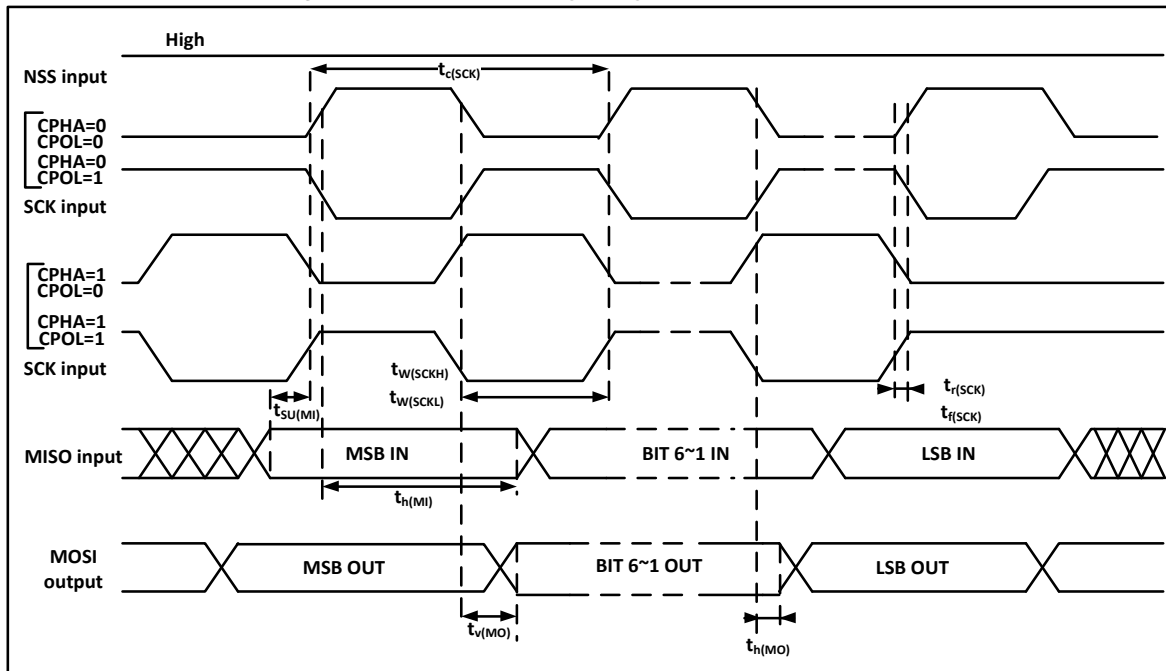 High
NSS input
tc(SCK)
CPHA=0
CPOL=0
CPHA=0
CPOL=1
SCK input
CPHA=1
CPOL=0
CPHA=1
CPOL=1
SCK input
tW(SCKH)
tW(SCKL)
tr(SCK)
tf(SCK)
tSU(MI)
MISO input
MSB IN
BIT 6~1 IN
LSB IN
th(MI)
MOSI
output
MSB OUT
BIT 6~1 OUT
LSB OUT
tv(MO)
th(MO)